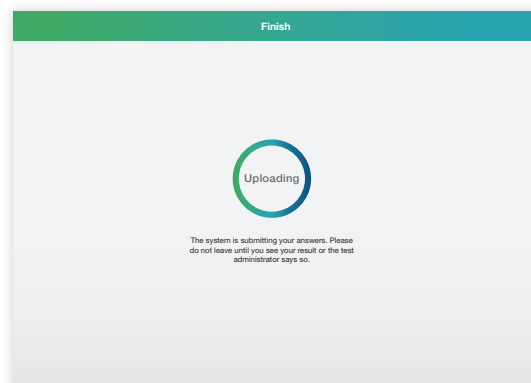 Finish
Uploading
The system is submitting your answers. Please
do not leave until you see your result or the test
administrator says so.